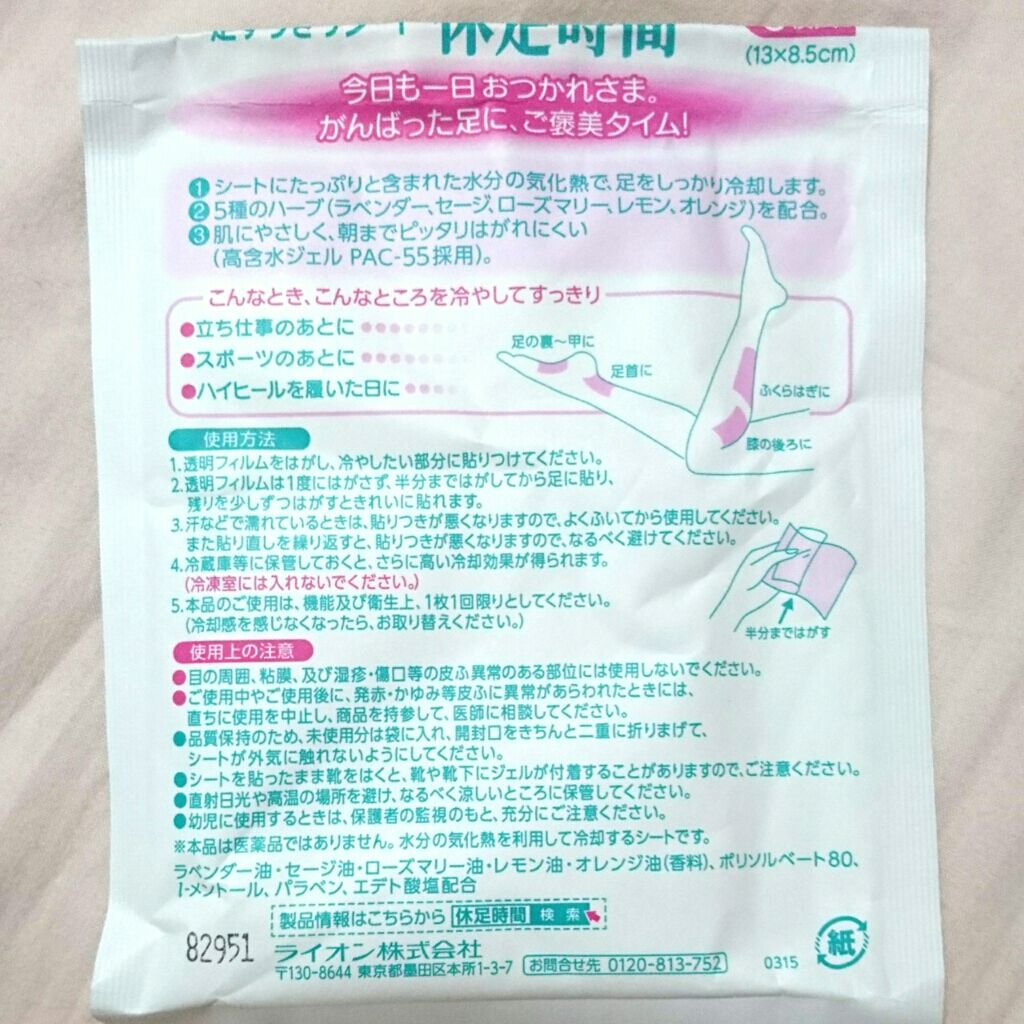 足すっきりシート 休足時間
(13×8.5cm)
今日も一日おつかれさま。
がんばった足に、ご褒美タイム!
① シートにたっぷりと含まれた水分の気化熱で、足をしっかり冷却します。
② 5種のハーブ(ラベンダー、セージ、ローズマリー、レモン、オレンジ)を配合。
③ 肌にやさしく、朝までピッタリはがれにくい
(高含水ジェル PAC-55採用)。
こんなとき、こんなところを冷やしてすっきり
●立ち仕事のあとに
●スポーツのあとに
●ハイヒールを履いた日に
足の裏〜甲に
足首に
ふくらはぎに
膝の後ろに
使用方法
1.透明フィルムをはがし、冷やしたい部分に貼りつけてください。
2.透明フィルムは1度にはがさず、半分まではがしてから足に貼り、
残りを少しずつはがすときれいに貼れます。
3.汗などで濡れているときは、貼りつきが悪くなりますので、よくふいてから使用してください。
また貼り直しを繰り返すと、貼りつきが悪くなりますので、なるべく避けてください。
4.冷蔵庫等に保管しておくと、さらに高い冷却効果が得られます。
(冷凍室には入れないでください。)
5.本品のご使用は、機能及び衛生上、1枚1回限りとしてください。
(冷却感を感じなくなったら、お取り替えください。)
半分まではがす
使用上の注意
●目の周囲、粘膜、及び湿疹・傷口等の皮ふ異常のある部位には使用しないでください。
●ご使用中やご使用後に、発赤・かゆみ等皮ふに異常があらわれたときには、
直ちに使用を中止し、商品を持参して、医師に相談してください。
●品質保持のため、未使用分は袋に入れ、開封口をきちんと二重に折りまげて、
シートが外気に触れないようにしてください。
●シートを貼ったまま靴をはくと、靴や靴下にジェルが付着することがありますので、ご注意ください。
●直射日光や高温の場所を避け、なるべく涼しいところに保管してください。
●幼児に使用するときは、保護者の監視のもと、充分にご注意ください。
※本品は医薬品ではありません。水分の気化熱を利用して冷却するシートです。
ラベンダー油・セージ油・ローズマリー油・レモン油・オレンジ油(香料)、ポリソルベート80、
l-メントール、パラベン、エデト酸塩配合
製品情報はこちらから 休足時間 検索
82951
ライオン株式会社
〒130-8644 東京都墨田区本所1-3-7 お問合せ先 0120-813-752
0315
紙